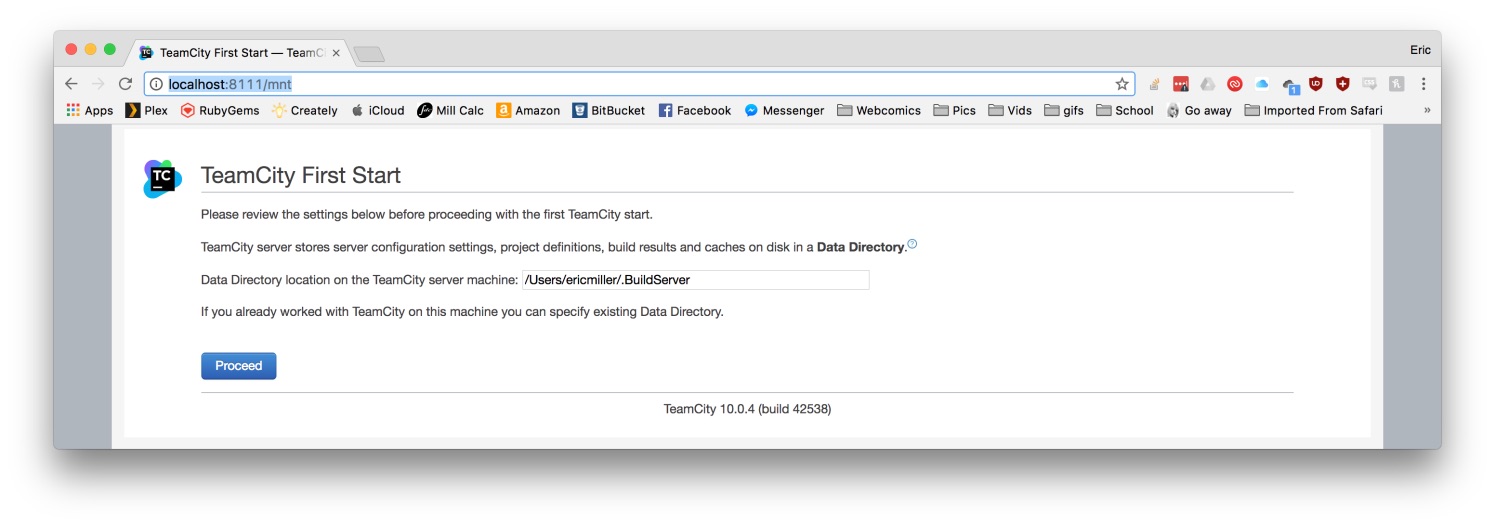 TeamCity First Start — TeamCi
Eric
localhost:8111/mnt
Apps Plex RubyGems Creately iCloud Mill Calc Amazon BitBucket Facebook Messenger Webcomics Pics Vids gifs School Go away Imported From Safari »
TC
TeamCity First Start
Please review the settings below before proceeding with the first TeamCity start.
TeamCity server stores server configuration settings, project definitions, build results and caches on disk in a Data Directory.?
Data Directory location on the TeamCity server machine: /Users/ericmiller/.BuildServer
If you already worked with TeamCity on this machine you can specify existing Data Directory.
Proceed
TeamCity 10.0.4 (build 42538)